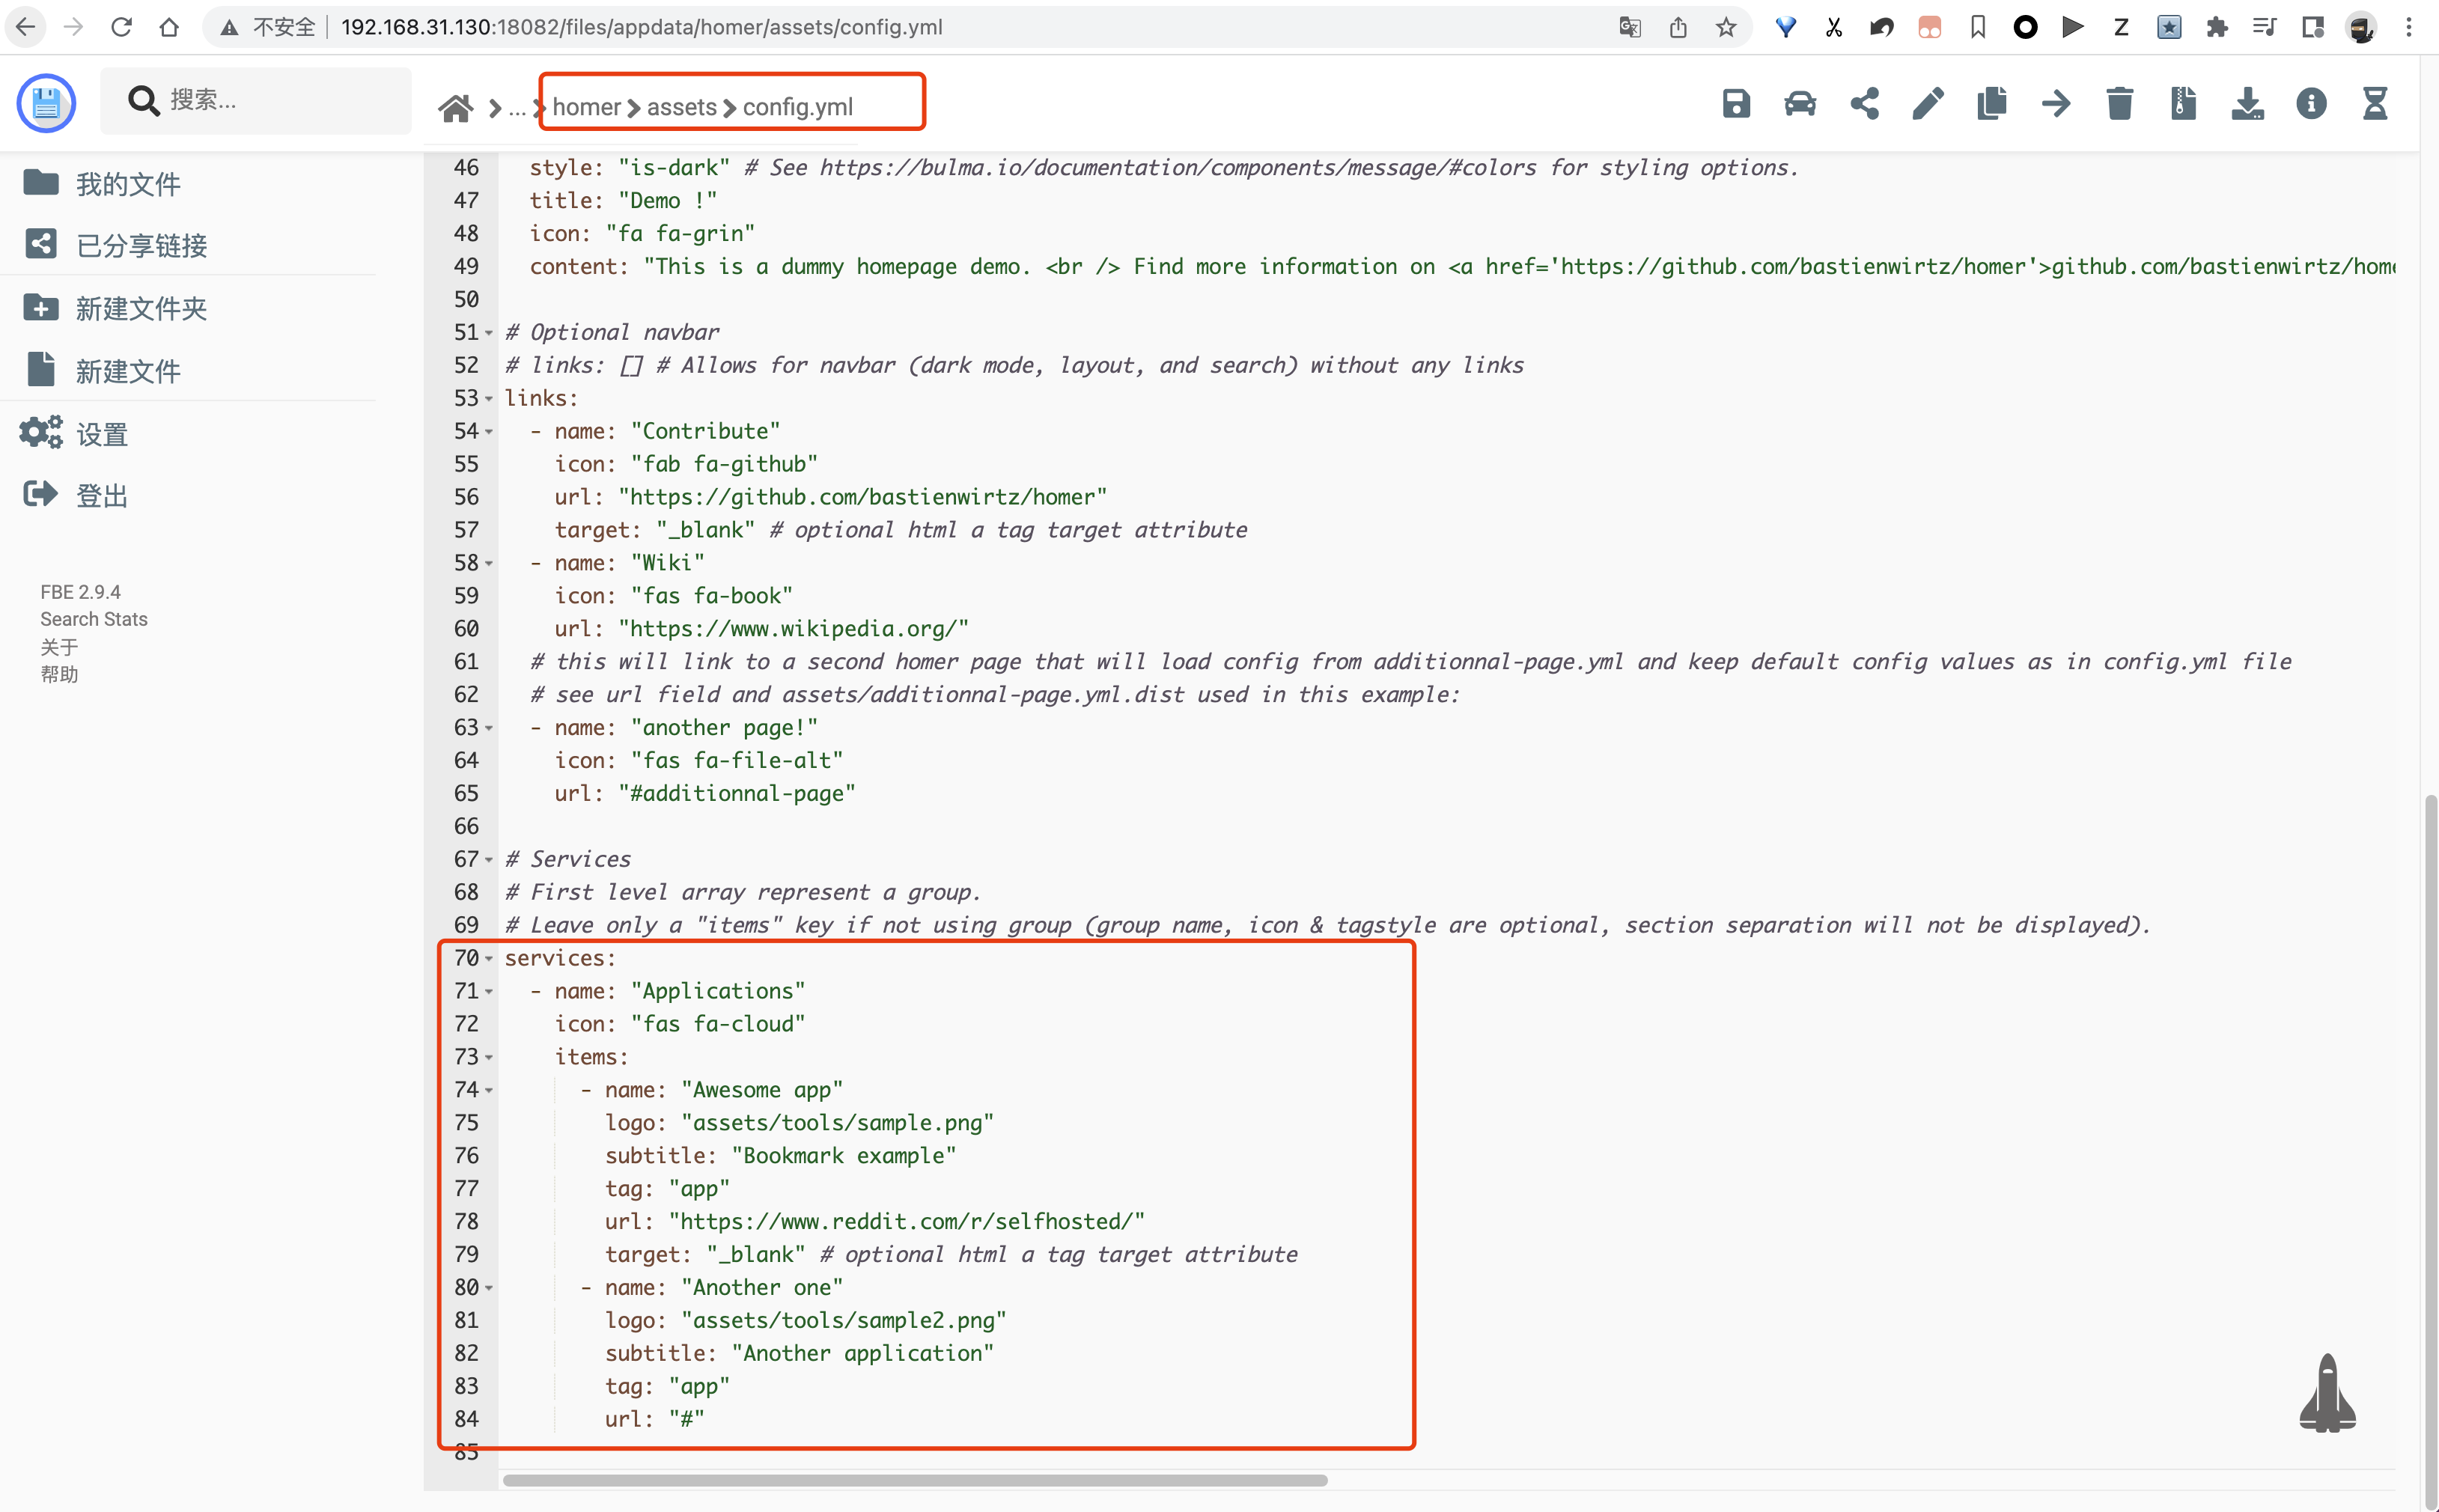 不安全 192.168.31.130:18082/files/appdata/homer/assets/config.yml
搜索...
... homer assets config.yml
我的文件
已分享链接
新建文件夹
新建文件
设置
登出
FBE 2.9.4
Search Stats
关于
帮助
46 style: "is-dark" # See https://bulma.io/documentation/components/message/#colors for styling options.
47 title: "Demo !"
48 icon: "fa fa-grin"
49 content: "This is a dummy homepage demo. <br /> Find more information on <a href='https://github.com/bastienwirtz/homer'>github.com/bastienwirtz/home
50
51 # Optional navbar
52 # links: [] # Allows for navbar (dark mode, layout, and search) without any links
53 links:
54 - name: "Contribute"
55 icon: "fab fa-github"
56 url: "https://github.com/bastienwirtz/homer"
57 target: "_blank" # optional html a tag target attribute
58 - name: "Wiki"
59 icon: "fas fa-book"
60 url: "https://www.wikipedia.org/"
61 # this will link to a second homer page that will load config from additionnal-page.yml and keep default config values as in config.yml file
62 # see url field and assets/additionnal-page.yml.dist used in this example:
63 - name: "another page!"
64 icon: "fas fa-file-alt"
65 url: "#additionnal-page"
66
67 # Services
68 # First level array represent a group.
69 # Leave only a "items" key if not using group (group name, icon & tagstyle are optional, section separation will not be displayed).
70 services:
71 - name: "Applications"
72 icon: "fas fa-cloud"
73 items:
74 - name: "Awesome app"
75 logo: "assets/tools/sample.png"
76 subtitle: "Bookmark example"
77 tag: "app"
78 url: "https://www.reddit.com/r/selfhosted/"
79 target: "_blank" # optional html a tag target attribute
80 - name: "Another one"
81 logo: "assets/tools/sample2.png"
82 subtitle: "Another application"
83 tag: "app"
84 url: "#"
85